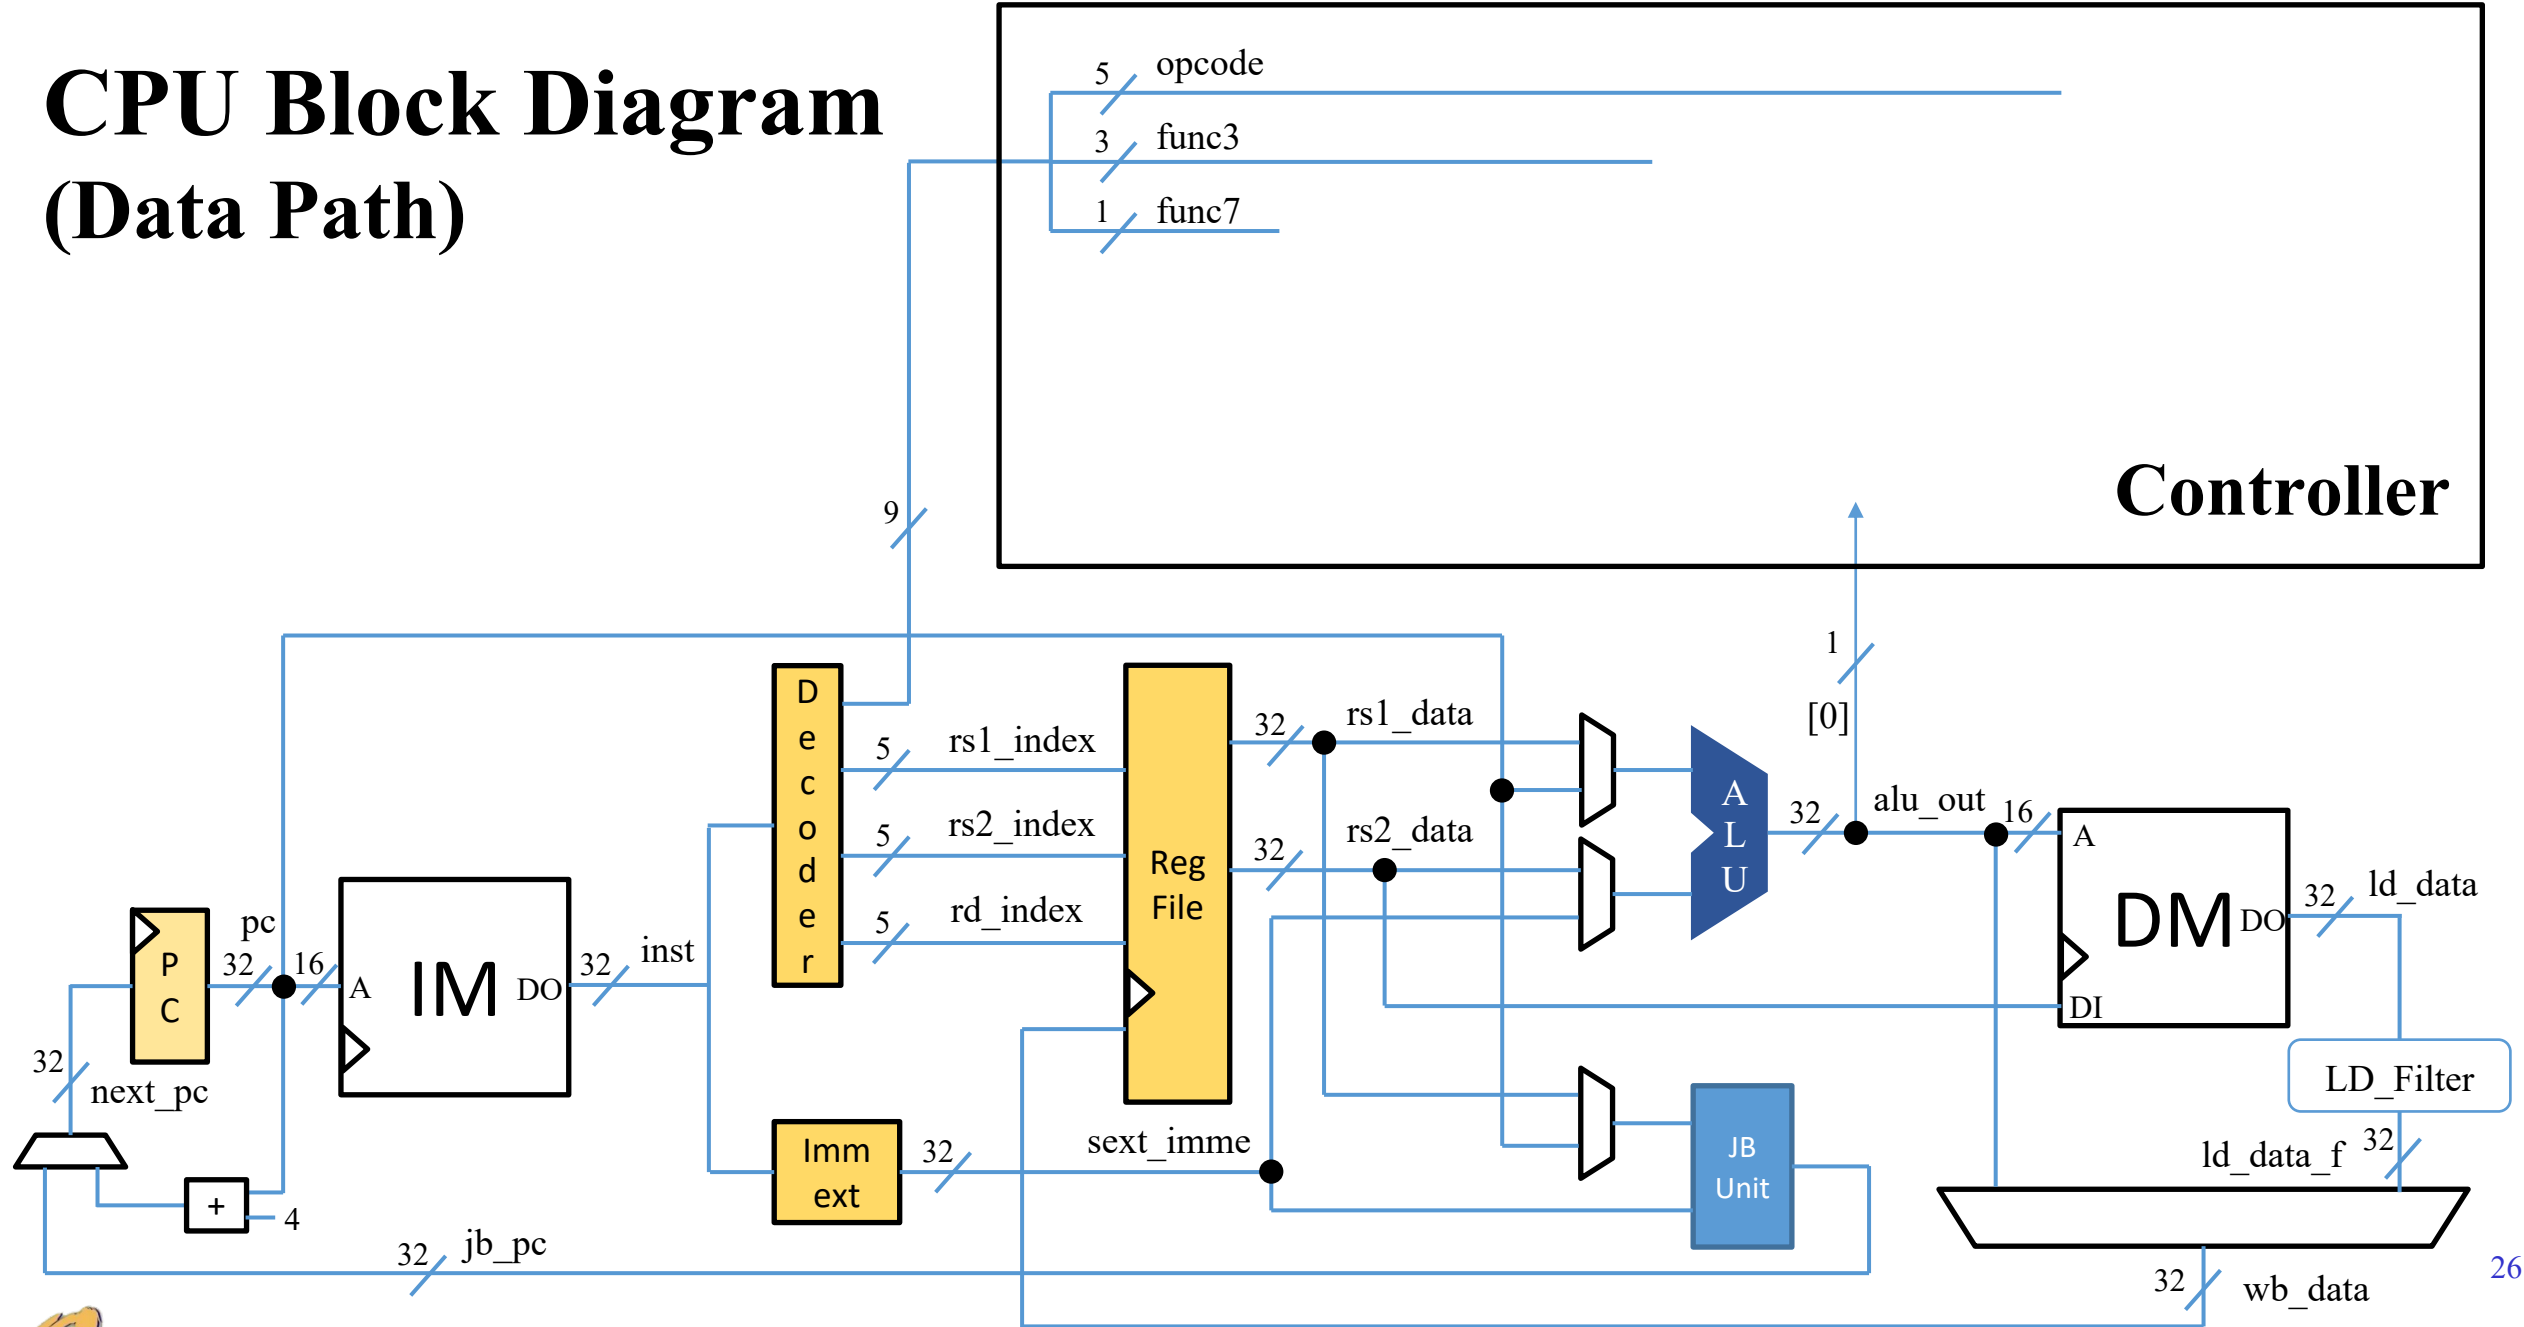 CPU Block Diagram
(Data Path)
5 opcode
3 func3
1 func7
Controller
9
1
[0]
Decoder
5 rs1_index
5 rs2_index
5 rd_index
Reg
File
32 rs1_data
32 rs2_data
ALU
32 alu_out 16
A
DM
DO
DI
32 ld_data
LD_Filter
ld_data_f 32
PC
pc
32
16
A
IM
DO
32 inst
32
next_pc
+
4
Imm
ext
32
sext_imme
JB
Unit
32 jb_pc
32 wb_data
26